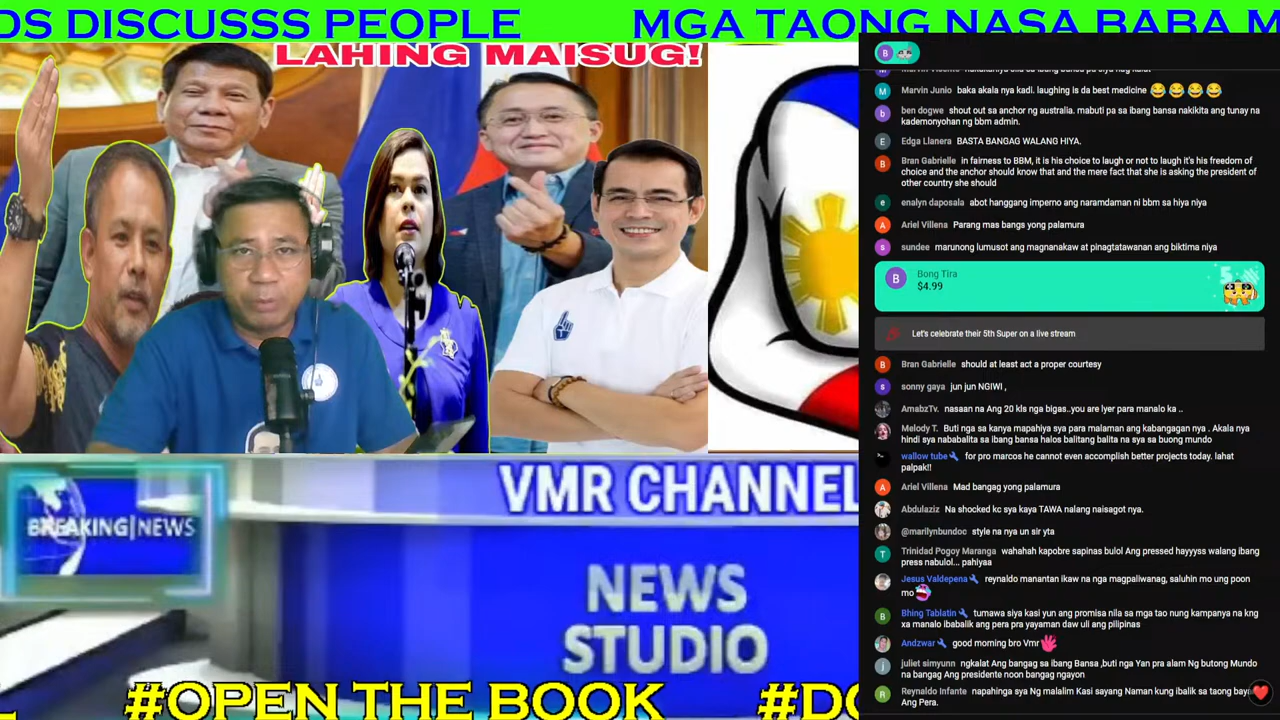 DS DISCUSSS PEOPLE MGA TAONG NASA BABA M
LAHING MAISUG!
BREAKING|NEWS
VMR CHANNEL
NEWS
STUDIO
#OPEN THE BOOK #DO
B
Marvin Junio baka akala nya kadi. laughing is da best medicine 😂😂😂😂
ben dogwe shout out sa anchor ng australia. mabuti pa sa ibang bansa nakikita ang tunay na
kademonyohan ng bbm admin.
Edga Llanera BASTA BANGAG WALANG HIYA.
Bran Gabrielle in fairness to BBM, it is his choice to laugh or not to laugh it's his freedom of
choice and the anchor should know that and the mere fact that she is asking the president of
other country she should
enalyn daposala abot hanggang imperno ang naramdaman ni bbm sa hiya niya
Ariel Villena Parang mas bangs yong palamura
sundee marunong lumusot ang magnanakaw at pinagtatawanan ang biktima niya
Bong Tira
$4.99
Let's celebrate their 5th Super on a live stream
Bran Gabrielle should at least act a proper courtesy
sonny gaya jun jun NGIWI ,
AmabzTv. nasaan na Ang 20 kls nga bigas..you are lyer para manalo ka ..
Melody T. Buti nga sa kanya mapahiya sya para malaman ang kabangagan nya . Akala nya
hindi sya nababalita sa ibang bansa halos balitang balita na sya sa buong mundo
wallow tube for pro marcos he cannot even accomplish better projects today. lahat
palpak!!
Ariel Villena Mad bangag yong palamura
Abdulaziz Na shocked kc sya kaya TAWA nalang naisagot nya.
@marilynbundoc style na nya un sir yta
Trinidad Pogoy Maranga wahahah kapobre sapinas bulol Ang pressed hayyyss walang ibang
press nabulol... pahiyaa
Jesus Valdepena reynaldo manantan ikaw na nga magpaliwanag, saluhin mo ung poon
mo
Bhing Tablatin tumawa siya kasi yun ang promisa nila sa mga tao nung kampanya na kng
xa manalo ibabalik ang pera pra yayaman daw uli ang pilipinas
Andzwar good morning bro Vmr
juliet simyunn ngkalat Ang bangag sa ibang Bansa ,buti nga Yan pra alam Ng butong Mundo
na bangag Ang presidente noon bangag ngayon
Reynaldo Infante napahinga sya Ng malalim Kasi sayang Naman kung ibalik sa taong baya
Ang Pera.